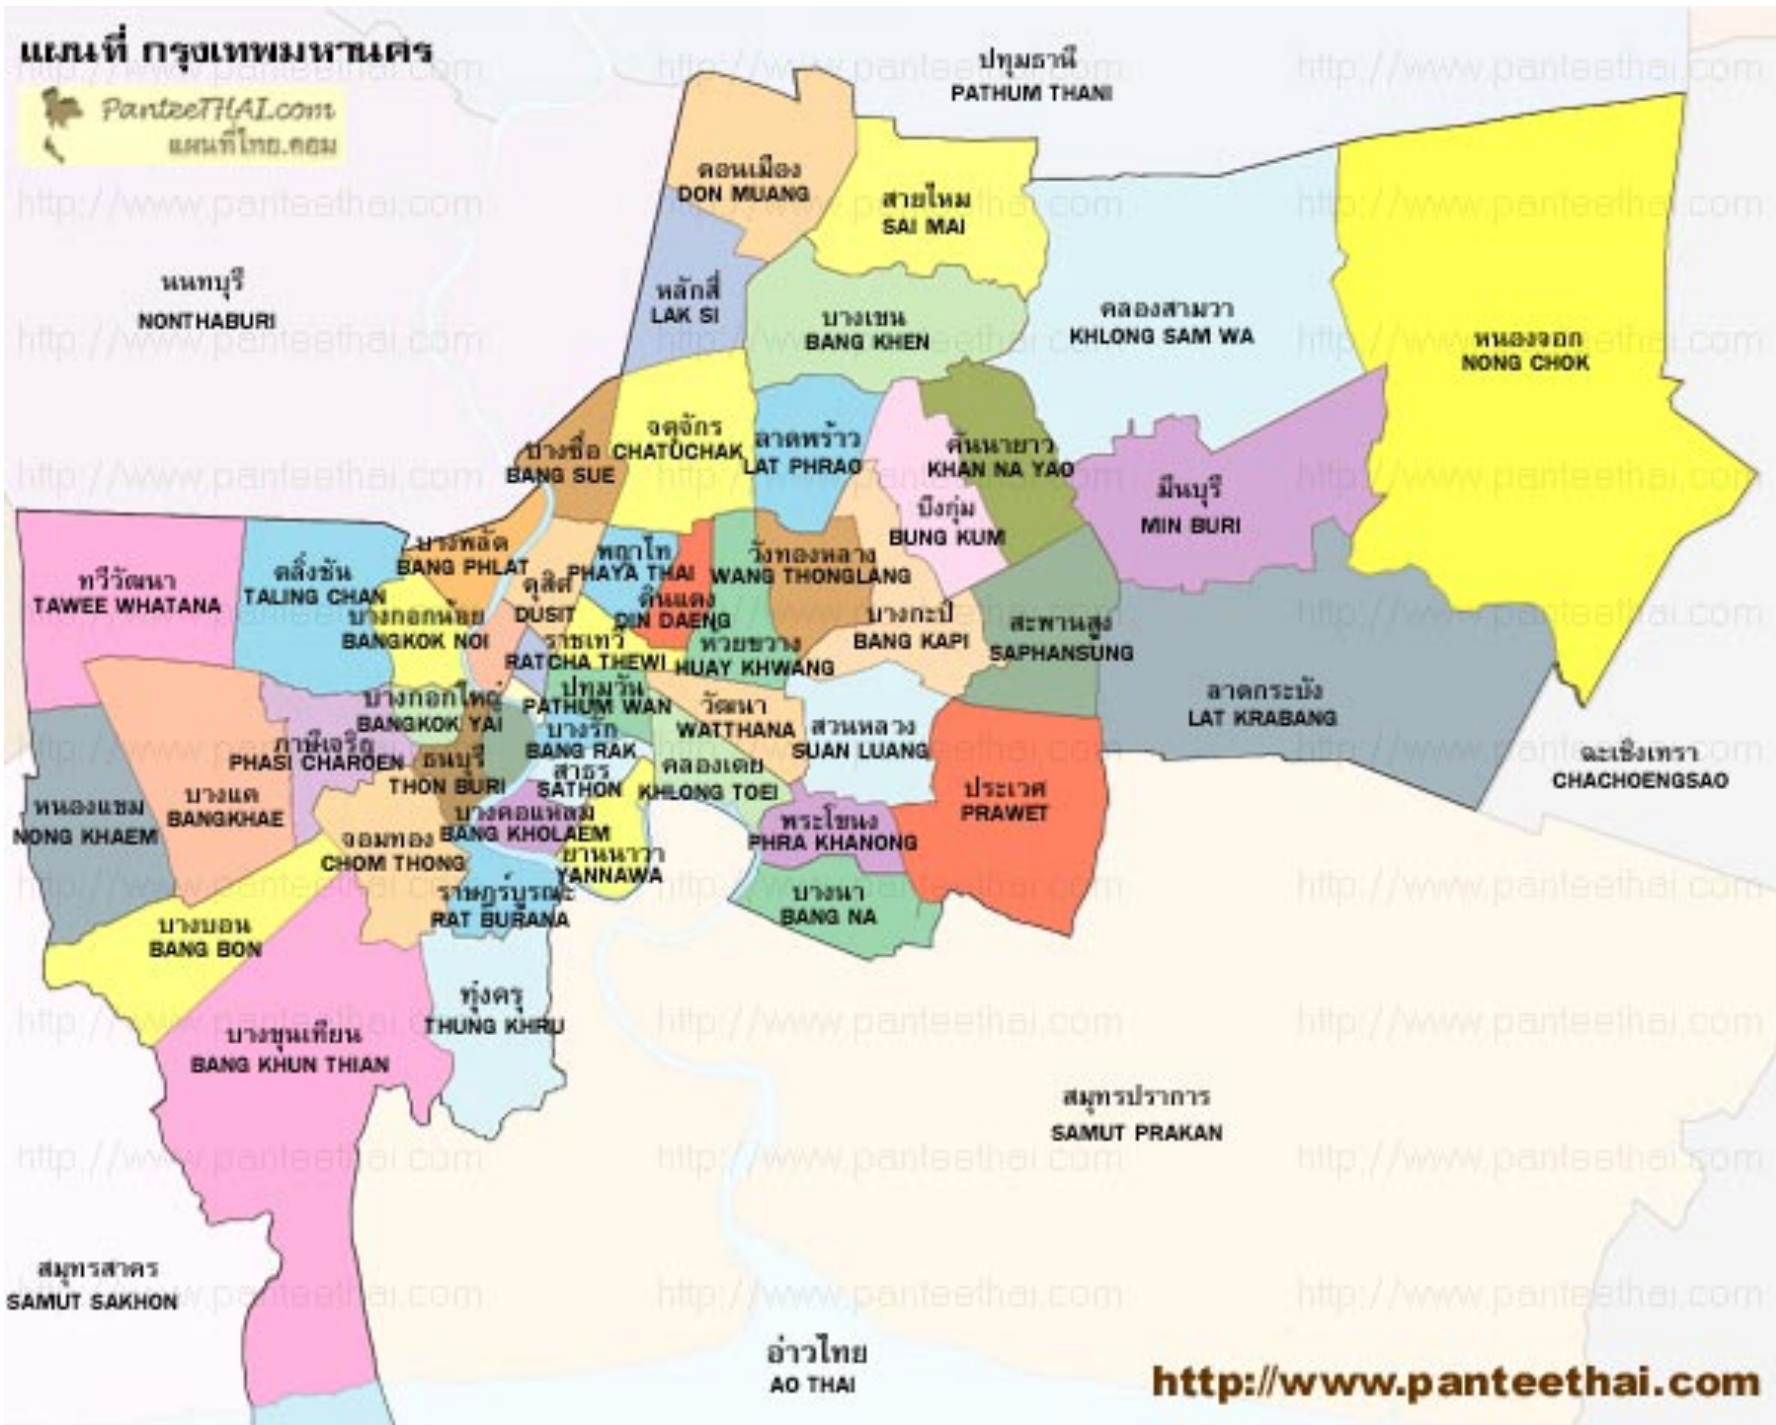 แผนที่ กรุงเทพมหานคร
PanteeTHAI.com
แผนที่ไทย.คอม
ปทุมธานี
PATHUM THANI
ดอนเมือง
DON MUANG
สายไหม
SAI MAI
นนทบุรี
NONTHABURI
หลักสี่
LAK SI
บางเขน
BANG KHEN
คลองสามวา
KHLONG SAM WA
หนองจอก
NONG CHOK
บางซื่อ
BANG SUE
จตุจักร
CHATUCHAK
ลาดพร้าว
LAT PHRAO
คันนายาว
KHAN NA YAO
บึงกุ่ม
BUNG KUM
มีนบุรี
MIN BURI
ทวีวัฒนา
TAWEE WHATANA
ตลิ่งชัน
TALING CHAN
บางพลัด
BANG PHLAT
ดุสิต
DUSIT
พญาไท
PHAYA THAI
วังทองหลาง
WANG THONGLANG
ดินแดง
DIN DAENG
บางกอกน้อย
BANGKOK NOI
ราชเทวี
RATCHA THEWI
ห้วยขวาง
HUAY KHWANG
บางกะปิ
BANG KAPI
สะพานสูง
SAPHANSUNG
ลาดกระบัง
LAT KRABANG
บางกอกใหญ่
BANGKOK YAI
ปทุมวัน
PATHUM WAN
วัฒนา
WATTHANA
สวนหลวง
SUAN LUANG
บางรัก
BANG RAK
ภาษีเจริญ
PHASI CHAROEN
ธนบุรี
THON BURI
สาธร
SATHON
คลองเตย
KHLONG TOEI
ประเวศ
PRAWET
ฉะเชิงเทรา
CHACHOENGSAO
หนองแขม
NONG KHAEM
บางแค
BANGKHAE
จอมทอง
CHOM THONG
บางคอแหลม
BANG KHOLAEM
พระโขนง
PHRA KHANONG
ยานนาวา
YANNAWA
ราษฎร์บูรณะ
RAT BURANA
บางนา
BANG NA
บางบอน
BANG BON
ทุ่งครุ
THUNG KHRU
บางขุนเทียน
BANG KHUN THIAN
สมุทรปราการ
SAMUT PRAKAN
สมุทรสาคร
SAMUT SAKHON
อ่าวไทย
AO THAI
http://www.panteethai.com